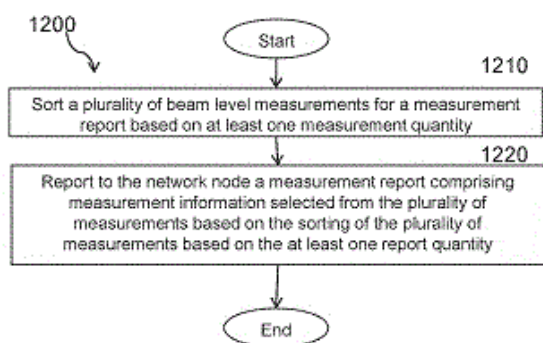 1200
Start
1210
Sort a plurality of beam level measurements for a measurement
report based on at least one measurement quantity
1220
Report to the network node a measurement report comprising
measurement information selected from the plurality of
measurements based on the sorting of the plurality of
measurements based on the at least one report quantity
End